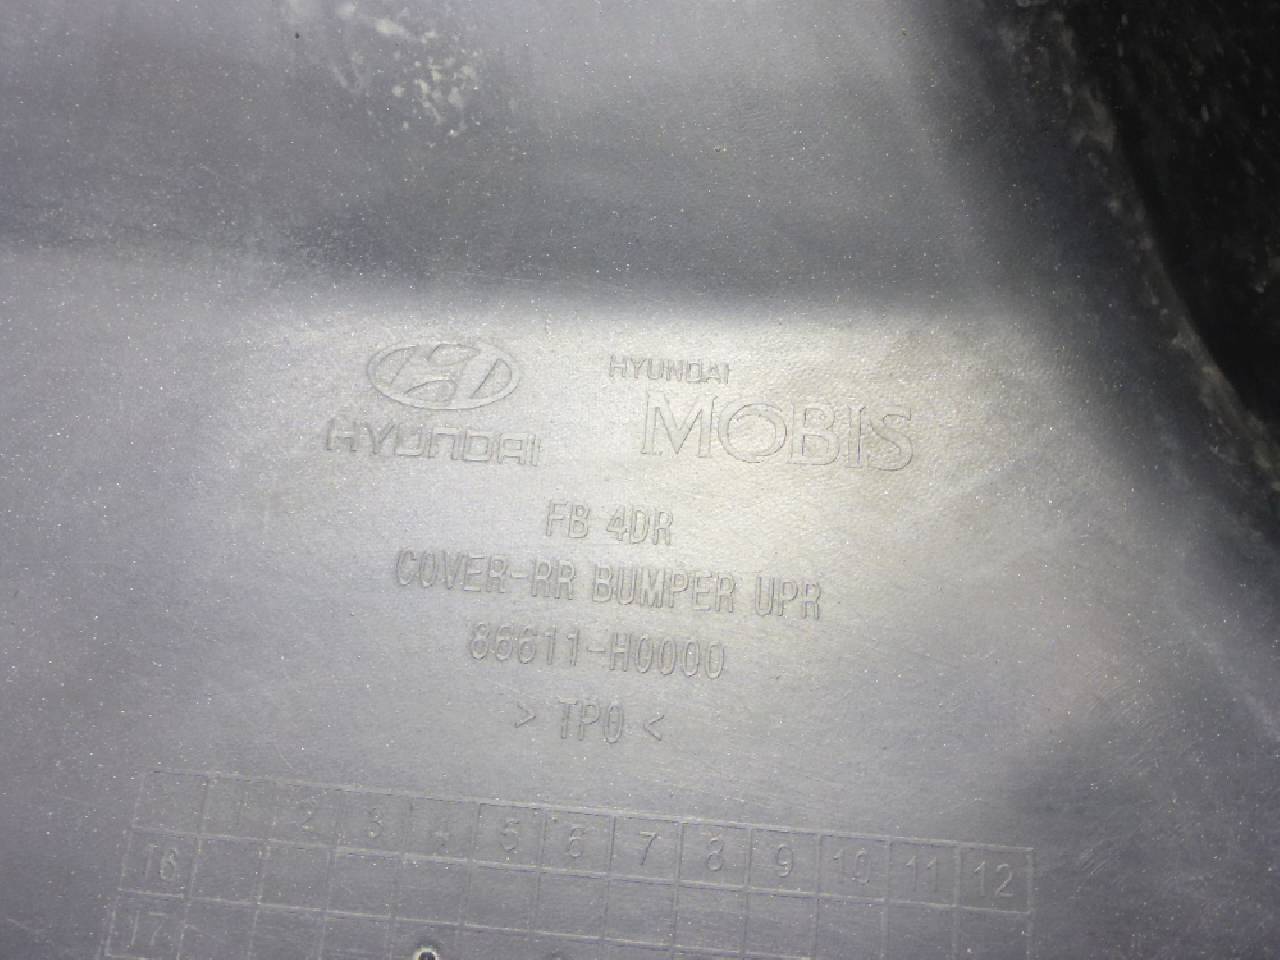 HYUNDAI
HYUNDAI
MOBIS
FB 4DR
COVER-RR BUMPER UPR
86611-H0000
> TPO <
1 2 3 4 5 6 7 8 9 10 11 12
16
17